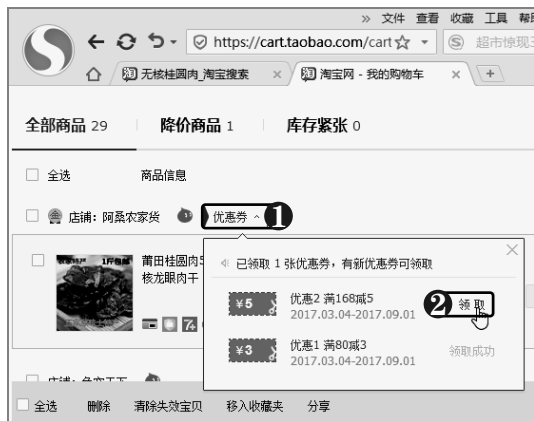 » 文件 查看 收藏 工具 帮助
https://cart.taobao.com/cart
超市惊现
无核桂圆肉_淘宝搜索 × 淘宝网 - 我的购物车 × +
全部商品 29 降价商品 1 库存紧张 0
全选 商品信息
店铺: 阿桑农家货 优惠券 1
莆田桂圆肉5
核龙眼肉干
已领取 1 张优惠券，有新优惠券可领取
¥5 优惠2 满168减5 2 领取
2017.03.04-2017.09.01
¥3 优惠1 满80减3
2017.03.04-2017.09.01 领取成功
全选 删除 清除失效宝贝 移入收藏夹 分享